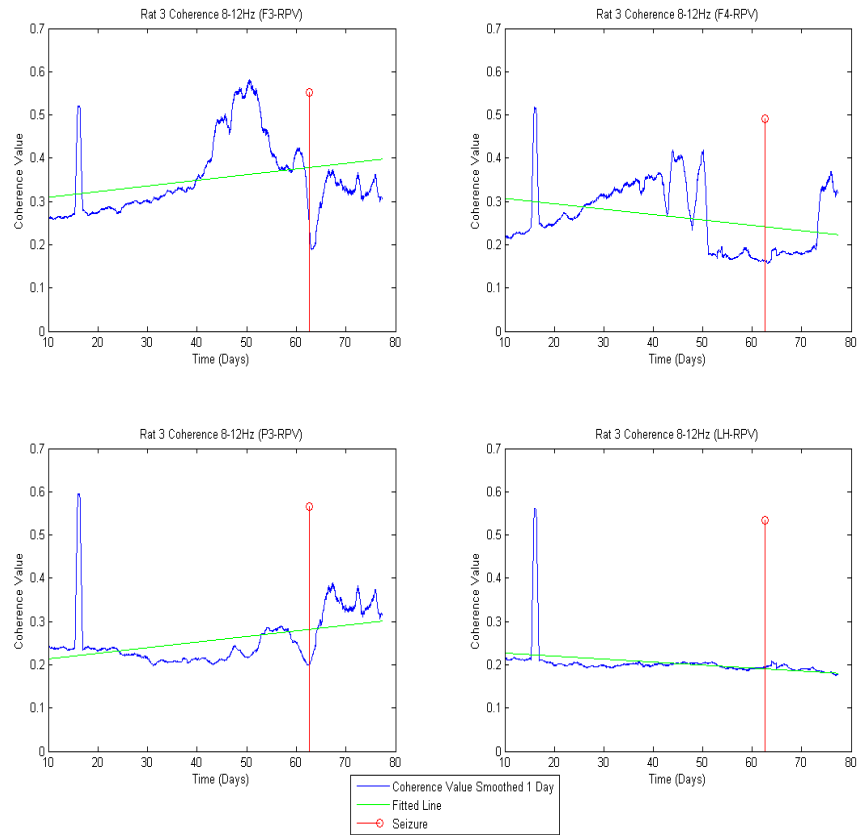 Rat 3 Coherence 8-12Hz (F3-RPV)
0.7
0.6
0.5
0.4
0.3
0.2
0.1
0
Coherence Value
10 20 30 40 50 60 70 80
Time (Days)
Rat 3 Coherence 8-12Hz (F4-RPV)
0.7
0.6
0.5
0.4
0.3
0.2
0.1
0
Coherence Value
10 20 30 40 50 60 70 80
Time (Days)
Rat 3 Coherence 8-12Hz (P3-RPV)
0.7
0.6
0.5
0.4
0.3
0.2
0.1
0
Coherence Value
10 20 30 40 50 60 70 80
Time (Days)
Rat 3 Coherence 8-12Hz (LH-RPV)
0.7
0.6
0.5
0.4
0.3
0.2
0.1
0
Coherence Value
10 20 30 40 50 60 70 80
Time (Days)
Coherence Value Smoothed 1 Day
Fitted Line
Seizure